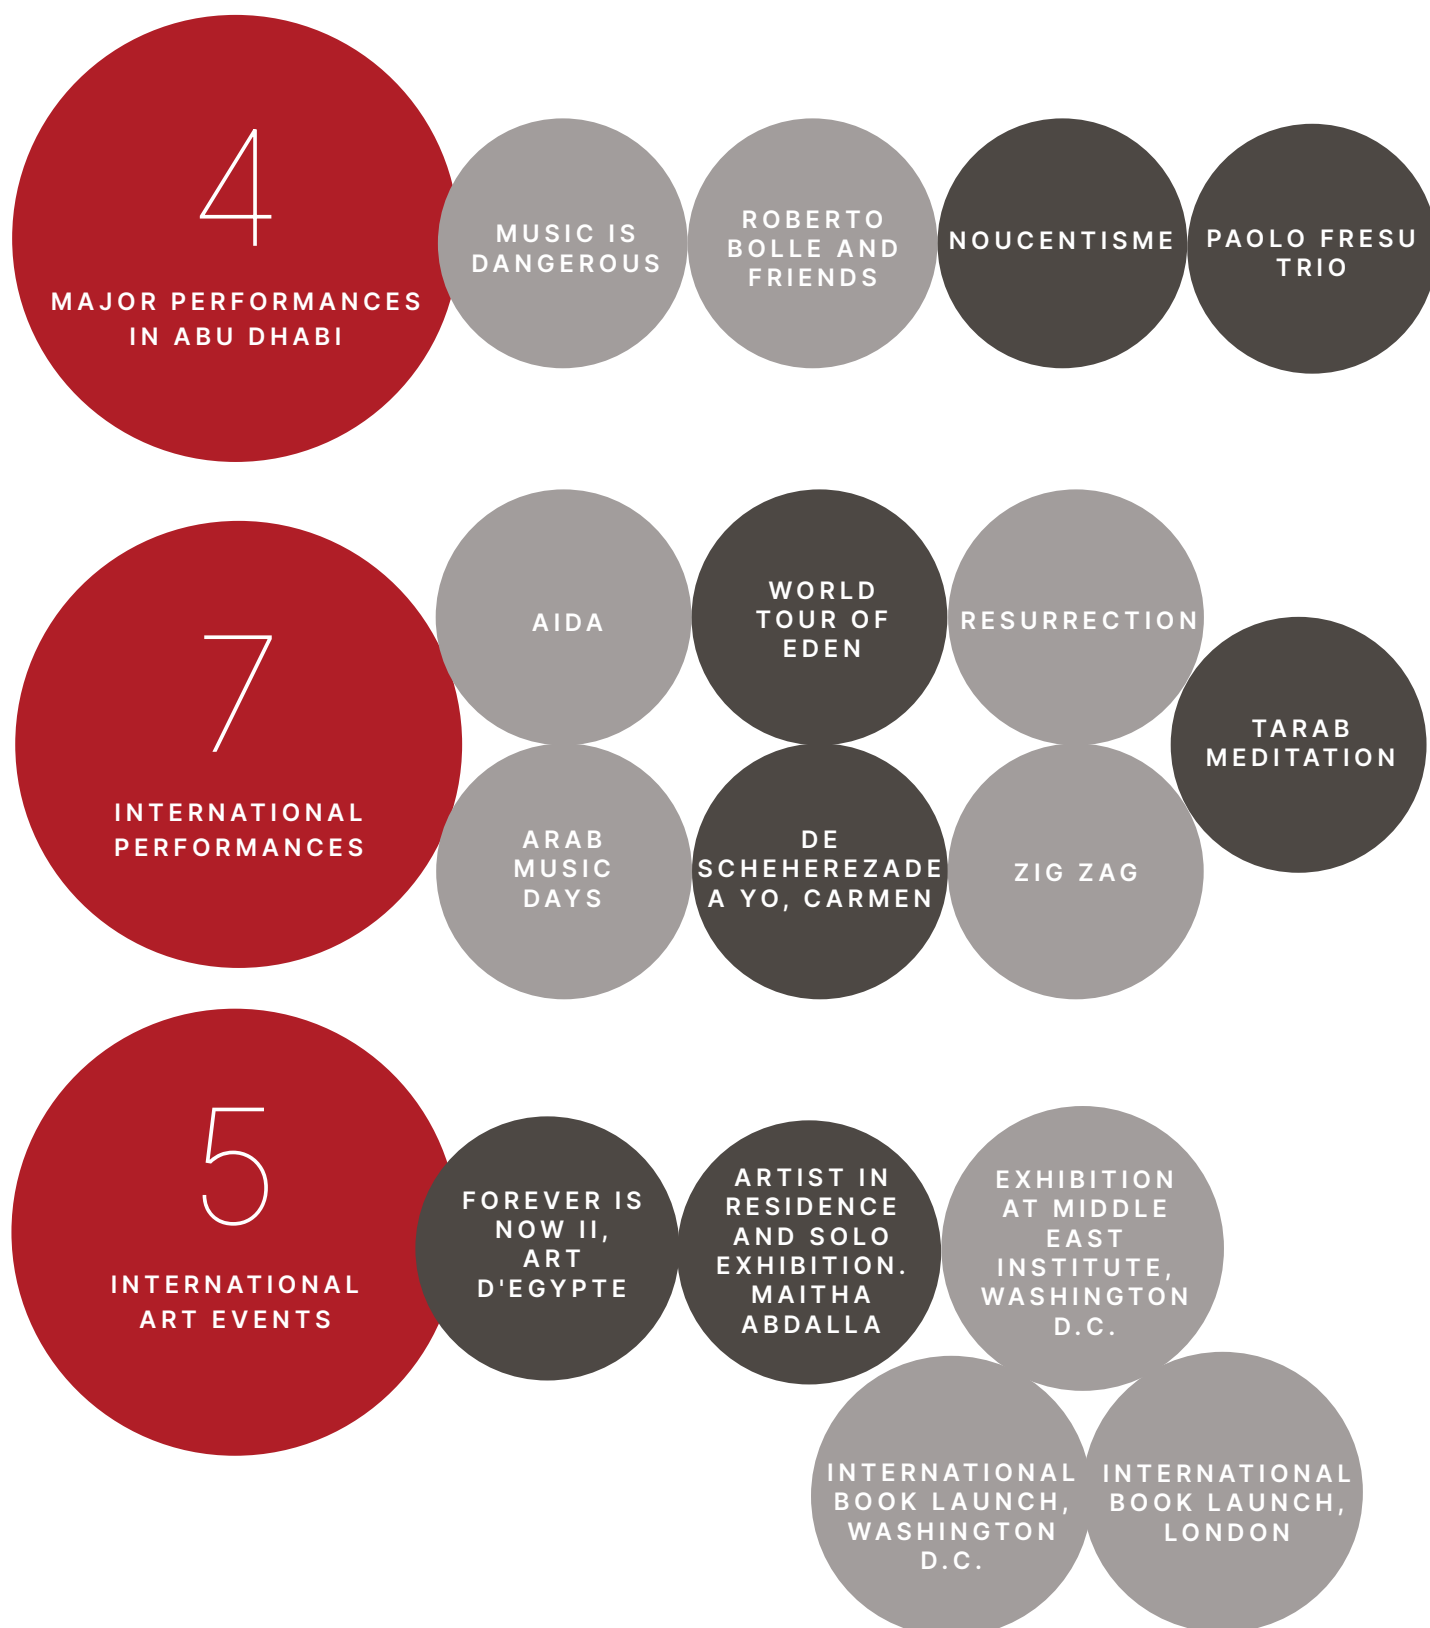 4
MAJOR PERFORMANCES
IN ABU DHABI
MUSIC IS
DANGEROUS
ROBERTO
BOLLE AND
FRIENDS
NOUCENTISME
PAOLO FRESU
TRIO
7
INTERNATIONAL
PERFORMANCES
AIDA
WORLD
TOUR OF
EDEN
RESURRECTION
TARAB
MEDITATION
ARAB
MUSIC
DAYS
DE
SCHEHEREZADE
A YO, CARMEN
ZIG ZAG
5
INTERNATIONAL
ART EVENTS
FOREVER IS
NOW II,
ART
D'EGYPTE
ARTIST IN
RESIDENCE
AND SOLO
EXHIBITION.
MAITHA
ABDALLA
EXHIBITION
AT MIDDLE
EAST
INSTITUTE,
WASHINGTON
D.C.
INTERNATIONAL
BOOK LAUNCH,
WASHINGTON
D.C.
INTERNATIONAL
BOOK LAUNCH,
LONDON